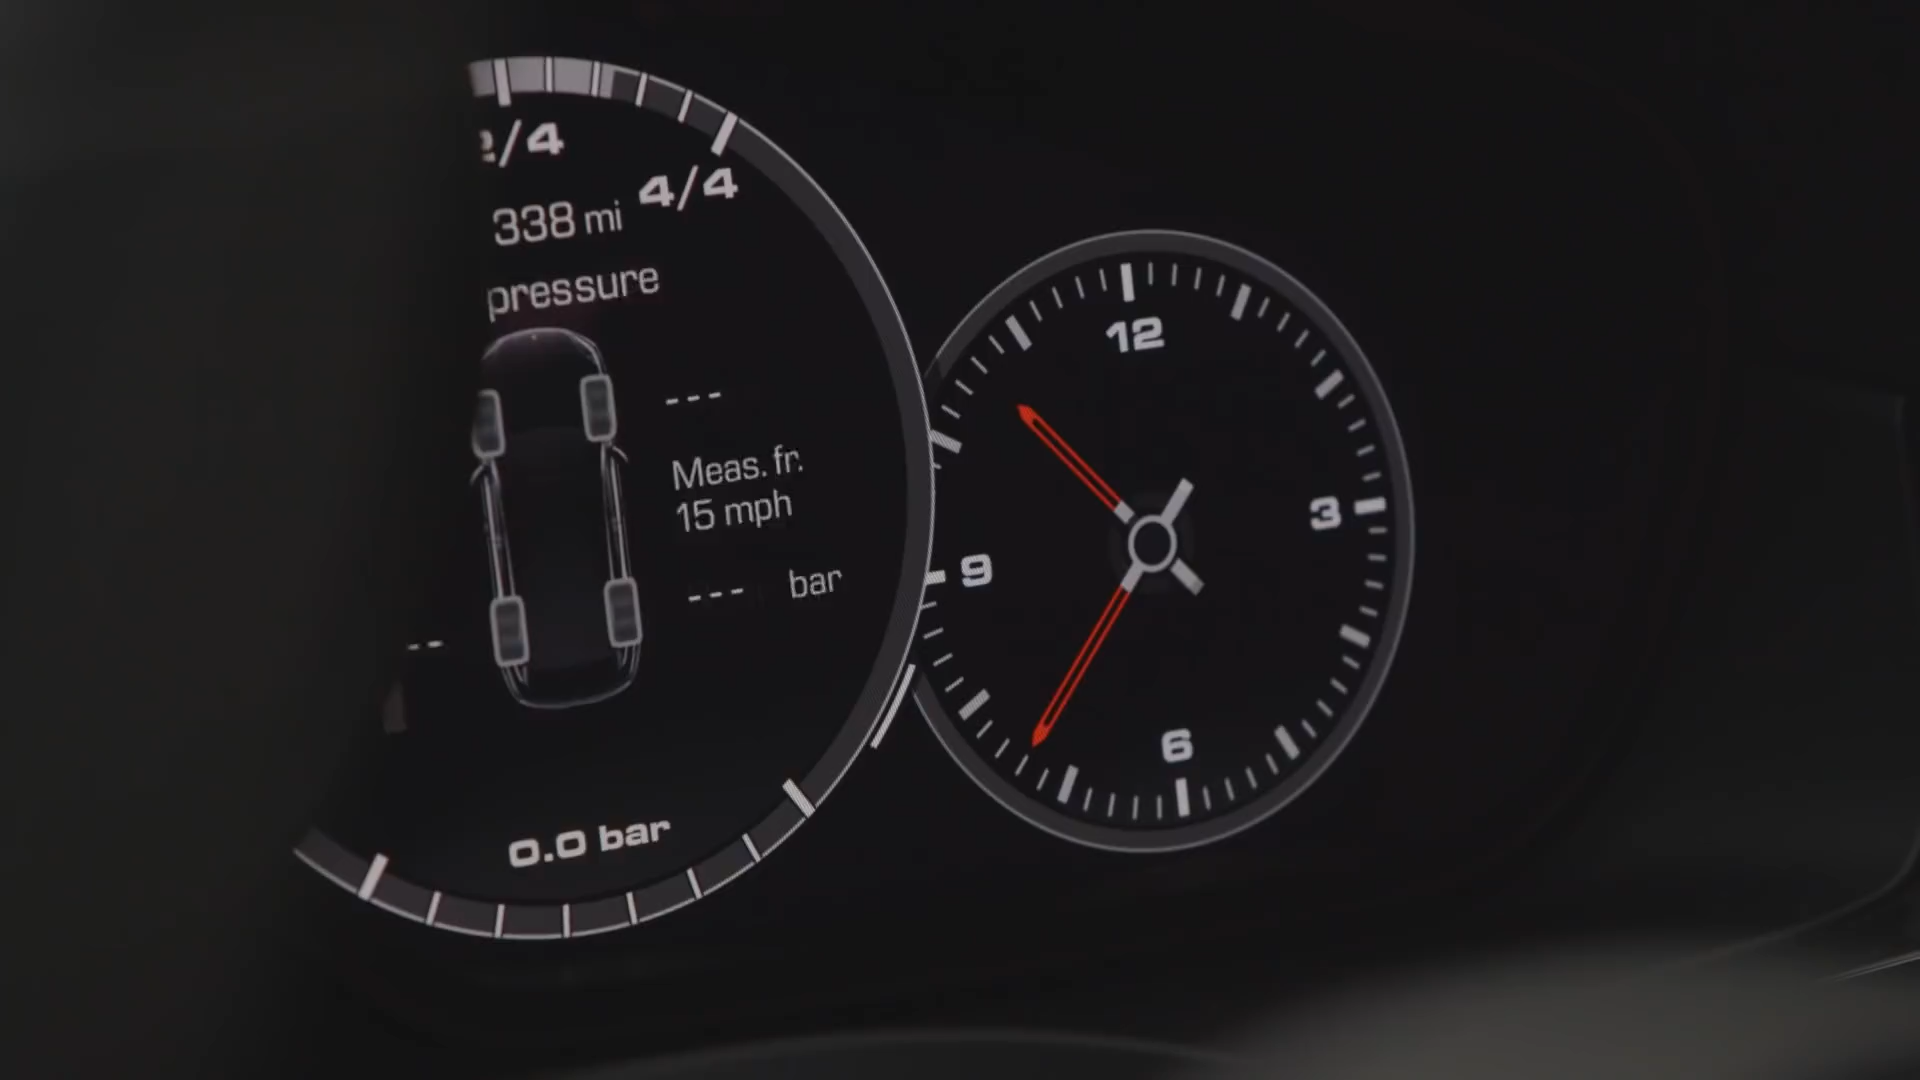 /4
4/4
338 mi
pressure
---
Meas. fr.
15 mph
--- bar
--
0.0 bar
12
3
6
9